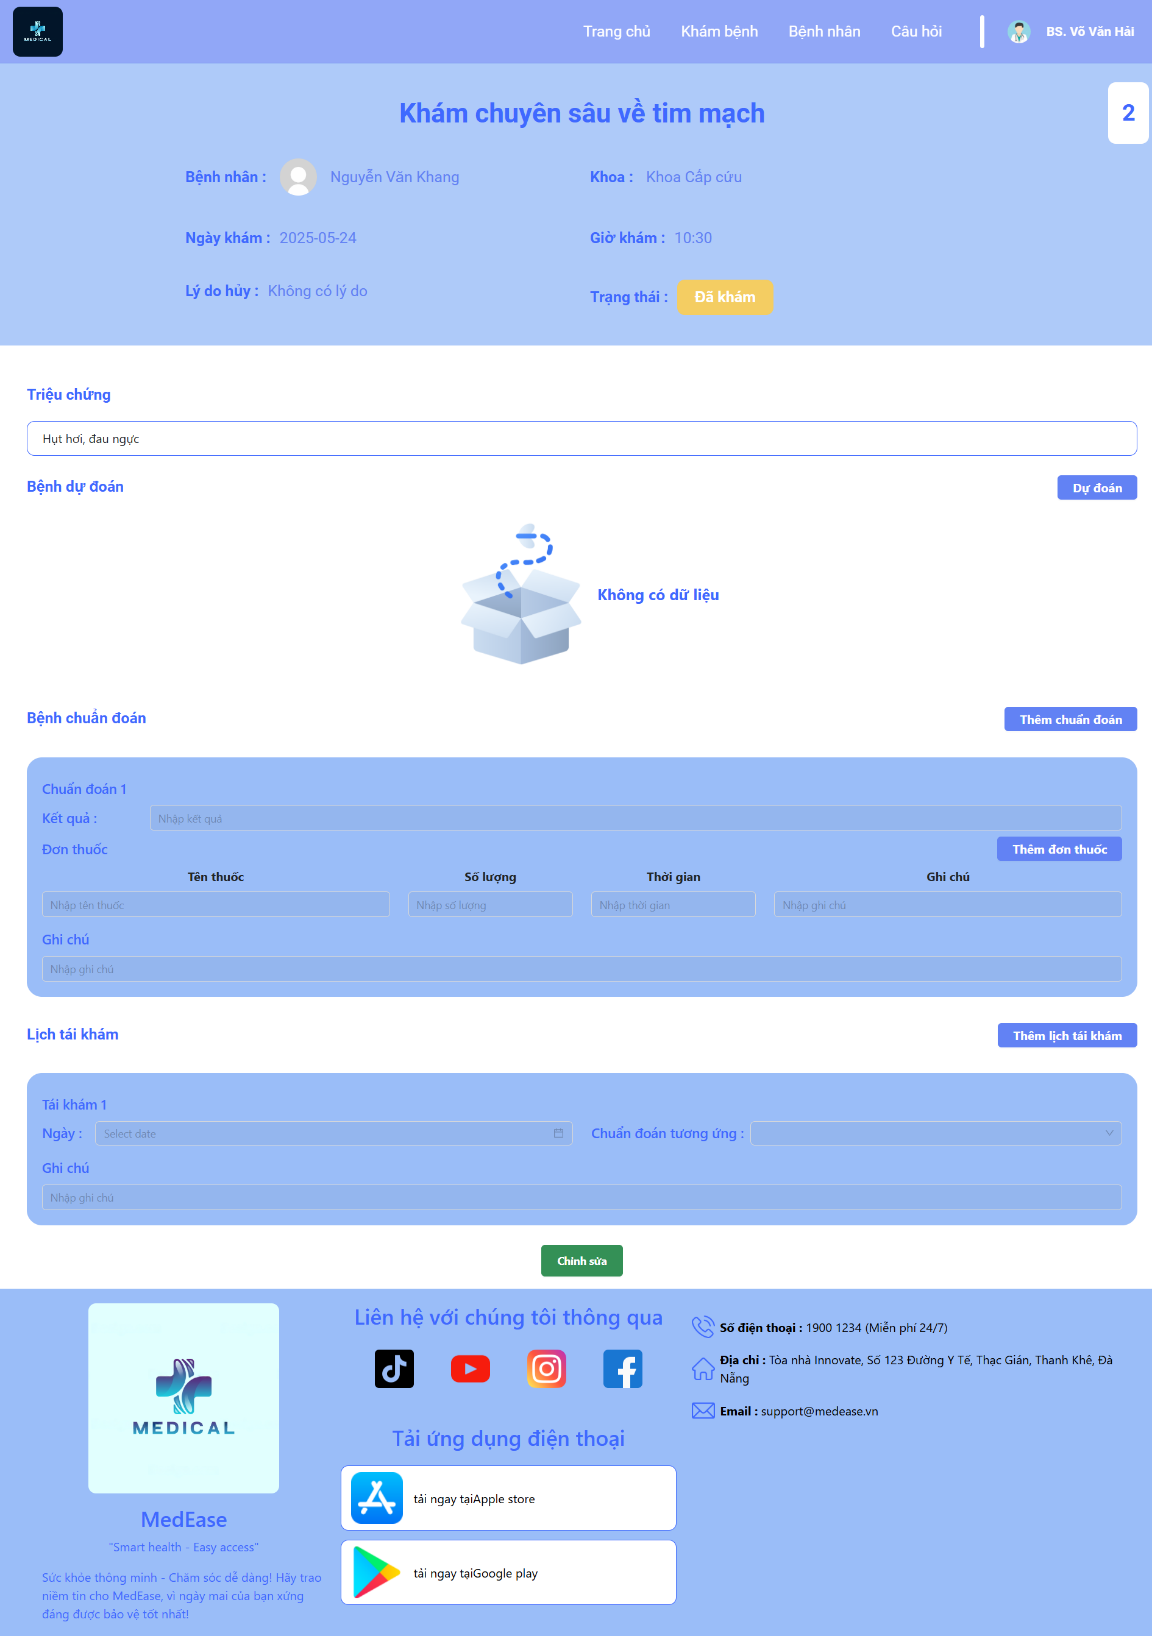 MEDICAL
Trang chủ Khám bệnh Bệnh nhân Câu hỏi BS. Võ Văn Hải
Khám chuyên sâu về tim mạch
2
Bệnh nhân : Nguyễn Văn Khang Khoa : Khoa Cấp cứu
Ngày khám : 2025-05-24 Giờ khám : 10:30
Lý do hủy : Không có lý do Trạng thái : Đã khám
Triệu chứng
Hụt hơi, đau ngực
Bệnh dự đoán Dự đoán
Không có dữ liệu
Bệnh chuẩn đoán Thêm chuẩn đoán
Chuẩn đoán 1
Kết quả : Nhập kết quả
Đơn thuốc Thêm đơn thuốc
Tên thuốc Số lượng Thời gian Ghi chú
Nhập tên thuốc Nhập số lượng Nhập thời gian Nhập ghi chú
Ghi chú
Nhập ghi chú
Lịch tái khám Thêm lịch tái khám
Tái khám 1
Ngày : Select date Chuẩn đoán tương ứng :
Ghi chú
Nhập ghi chú
Chỉnh sửa
MEDICAL
MedEase
"Smart health - Easy access"
Sức khỏe thông minh - Chăm sóc dễ dàng! Hãy trao
niềm tin cho MedEase, vì ngày mai của bạn xứng
đáng được bảo vệ tốt nhất!
Liên hệ với chúng tôi thông qua
Tải ứng dụng điện thoại
tải ngay tạiApple store
tải ngay tạiGoogle play
Số điện thoại : 1900 1234 (Miễn phí 24/7)
Địa chỉ : Tòa nhà Innovate, Số 123 Đường Y Tế, Thạc Gián, Thanh Khê, Đà
Nẵng
Email : support@medease.vn